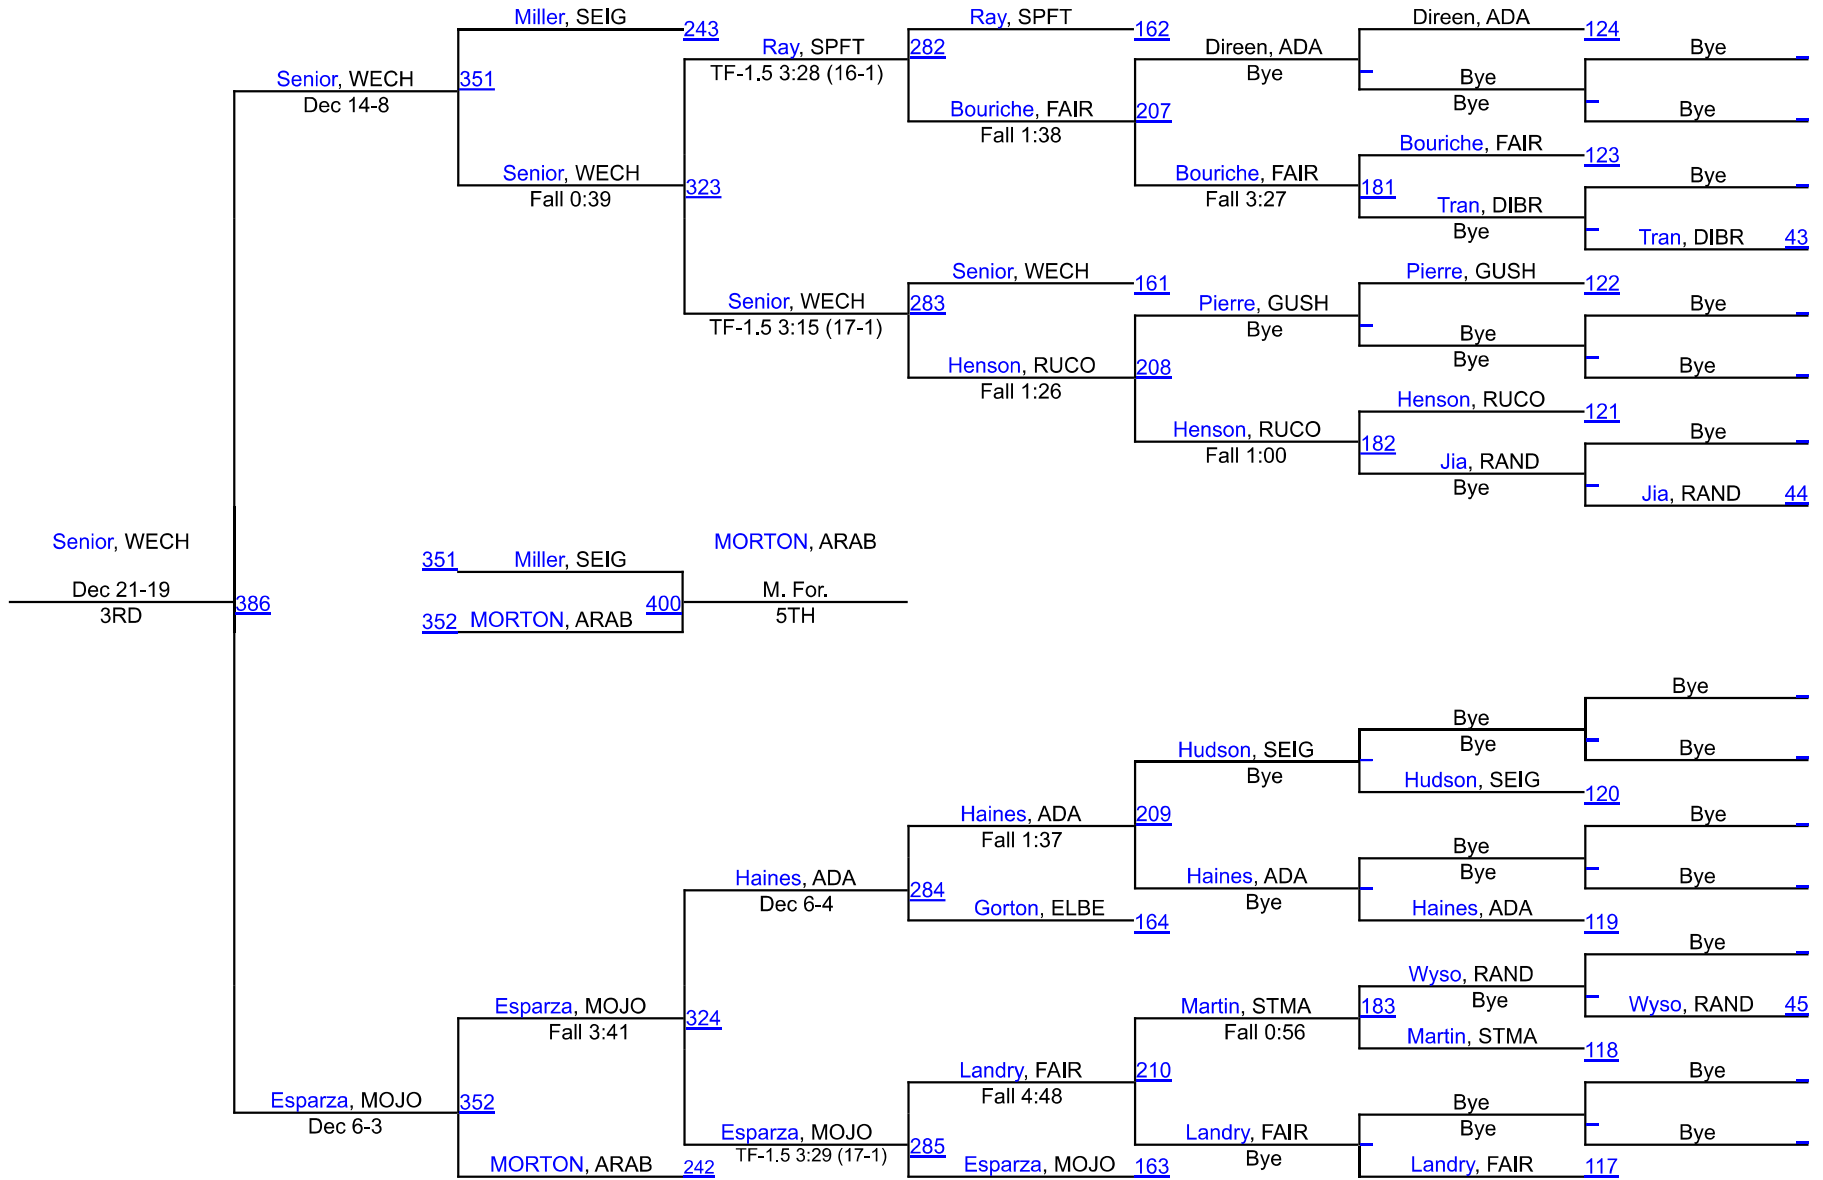 Miller, SEIG
243
Ray, SPFT
162
Direen, ADA
124
Bye
Ray, SPFT
TF-1.5 3:28 (16-1)
282
Direen, ADA
Bye
Bye
Bye
Bye
Senior, WECH
Dec 14-8
351
Bouriche, FAIR
Fall 1:38
207
Bouriche, FAIR
123
Bye
Senior, WECH
Fall 0:39
323
Bouriche, FAIR
Fall 3:27
181
Tran, DIBR
Bye
Tran, DIBR 43
Senior, WECH
161
Pierre, GUSH
122
Bye
Senior, WECH
TF-1.5 3:15 (17-1)
283
Pierre, GUSH
Bye
Bye
Bye
Bye
Henson, RUCO
Fall 1:26
208
Henson, RUCO
121
Bye
Henson, RUCO
Fall 1:00
182
Jia, RAND
Bye
Jia, RAND 44
Senior, WECH
Dec 21-19
3RD
386
351
Miller, SEIG
352
MORTON, ARAB
400
MORTON, ARAB
M. For.
5TH
Bye
Bye
Bye
Bye
Hudson, SEIG
Bye
Hudson, SEIG
120
Haines, ADA
Fall 1:37
209
Bye
Bye
Bye
Bye
Haines, ADA
Dec 6-4
284
Haines, ADA
Bye
Gorton, ELBE
164
Haines, ADA
119
Bye
Wyso, RAND
Bye
Wyso, RAND 45
Esparza, MOJO
Fall 3:41
324
Martin, STMA
Fall 0:56
183
Martin, STMA
118
Landry, FAIR
Fall 4:48
210
Bye
Bye
Bye
Bye
Esparza, MOJO
Dec 6-3
352
Esparza, MOJO
TF-1.5 3:29 (17-1)
285
Landry, FAIR
Bye
MORTON, ARAB
242
Esparza, MOJO
163
Landry, FAIR
117